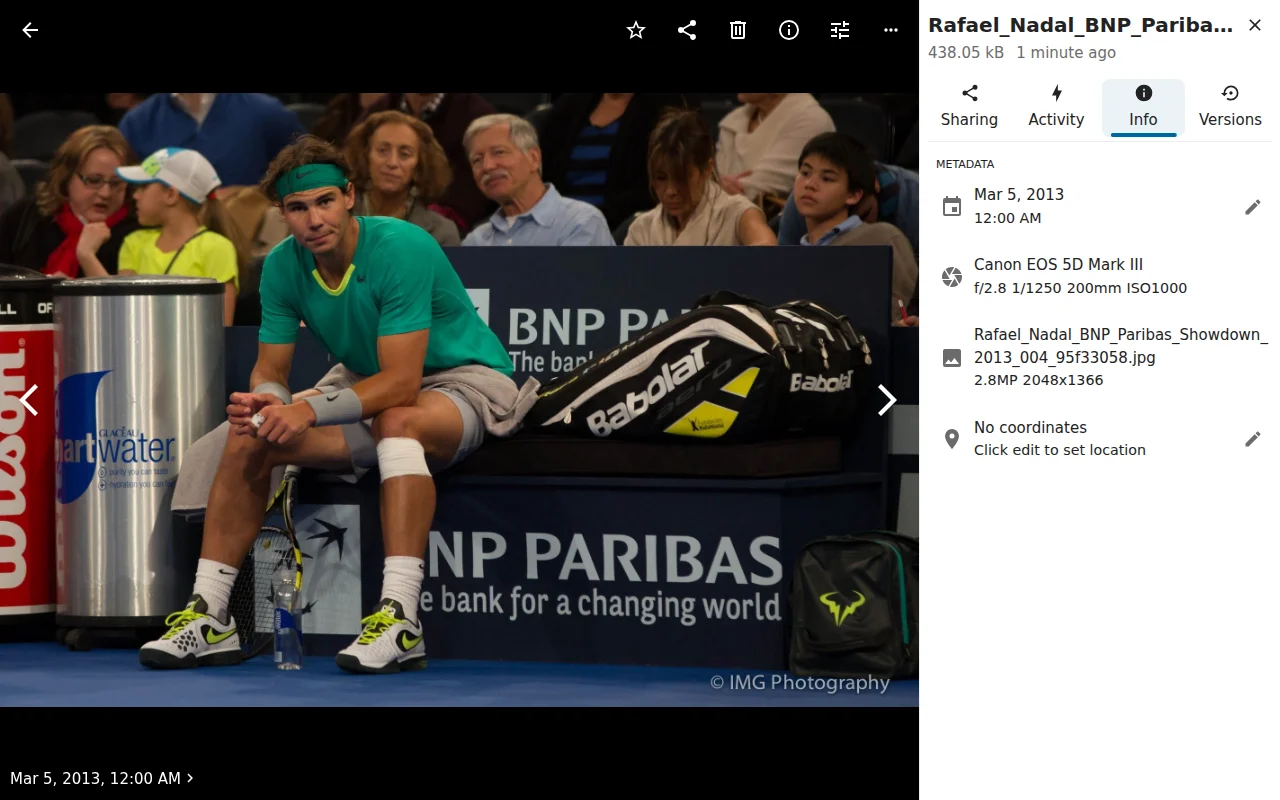 Rafael_Nadal_BNP_Pariba...
438.05 kB 1 minute ago
Sharing
Activity
Info
Versions
METADATA
Mar 5, 2013
12:00 AM
Canon EOS 5D Mark III
f/2.8 1/1250 200mm ISO1000
Rafael_Nadal_BNP_Paribas_Showdown_
2013_004_95f33058.jpg
2.8MP 2048x1366
No coordinates
Click edit to set location
Wilson
GLACÉAU
artwater.
BNP PA
The ban
Babolat
aero
Babolat
NP PARIBAS
e bank for a changing world
© IMG Photography
Mar 5, 2013, 12:00 AM